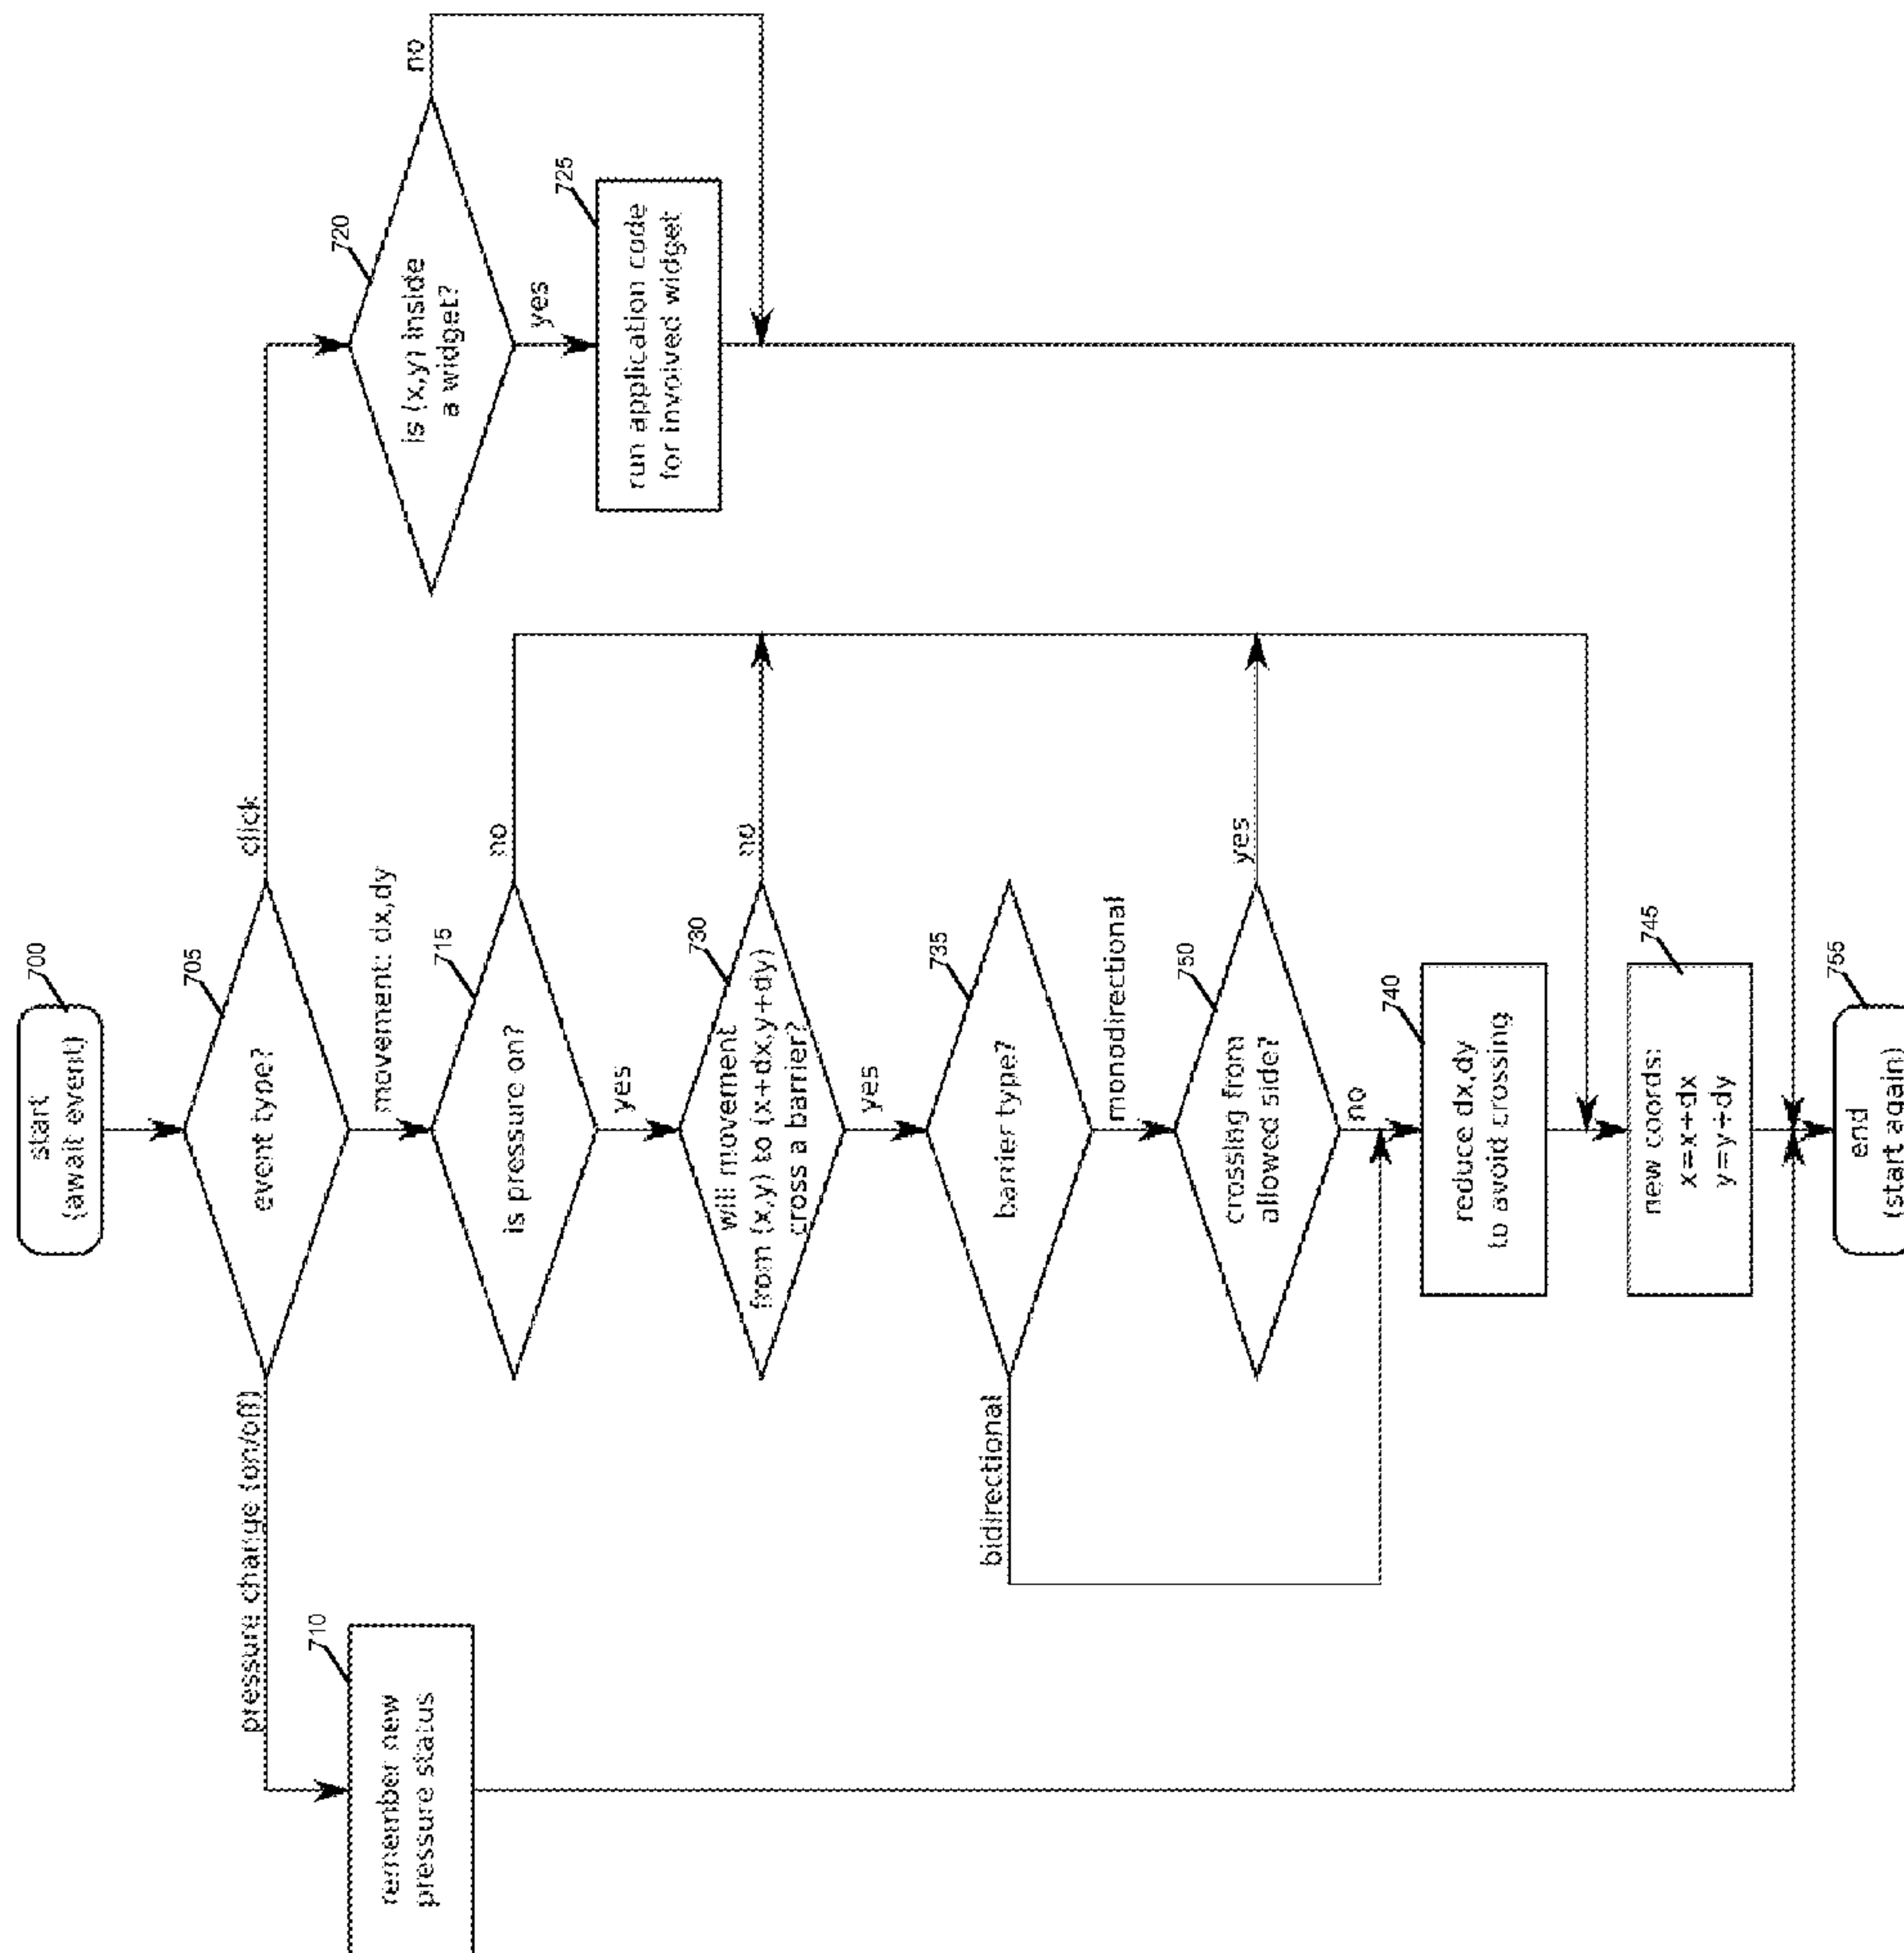 700
start
(await event)
705
event type?
click
pressure change (on/off)
movement: dx,dy
710
remember new
pressure status
715
is pressure on?
no
yes
720
is (x,y) inside
a widget?
no
yes
725
run application code
for involved widget
730
will movement
from (x,y) to (x+dx,y+dy)
cross a barrier?
no
yes
735
barrier type?
bidirectional
monodirectional
750
crossing from
allowed side?
yes
no
740
reduce dx,dy
to avoid crossing
745
new coords:
x=x+dx
y=y+dy
755
end
(start again)